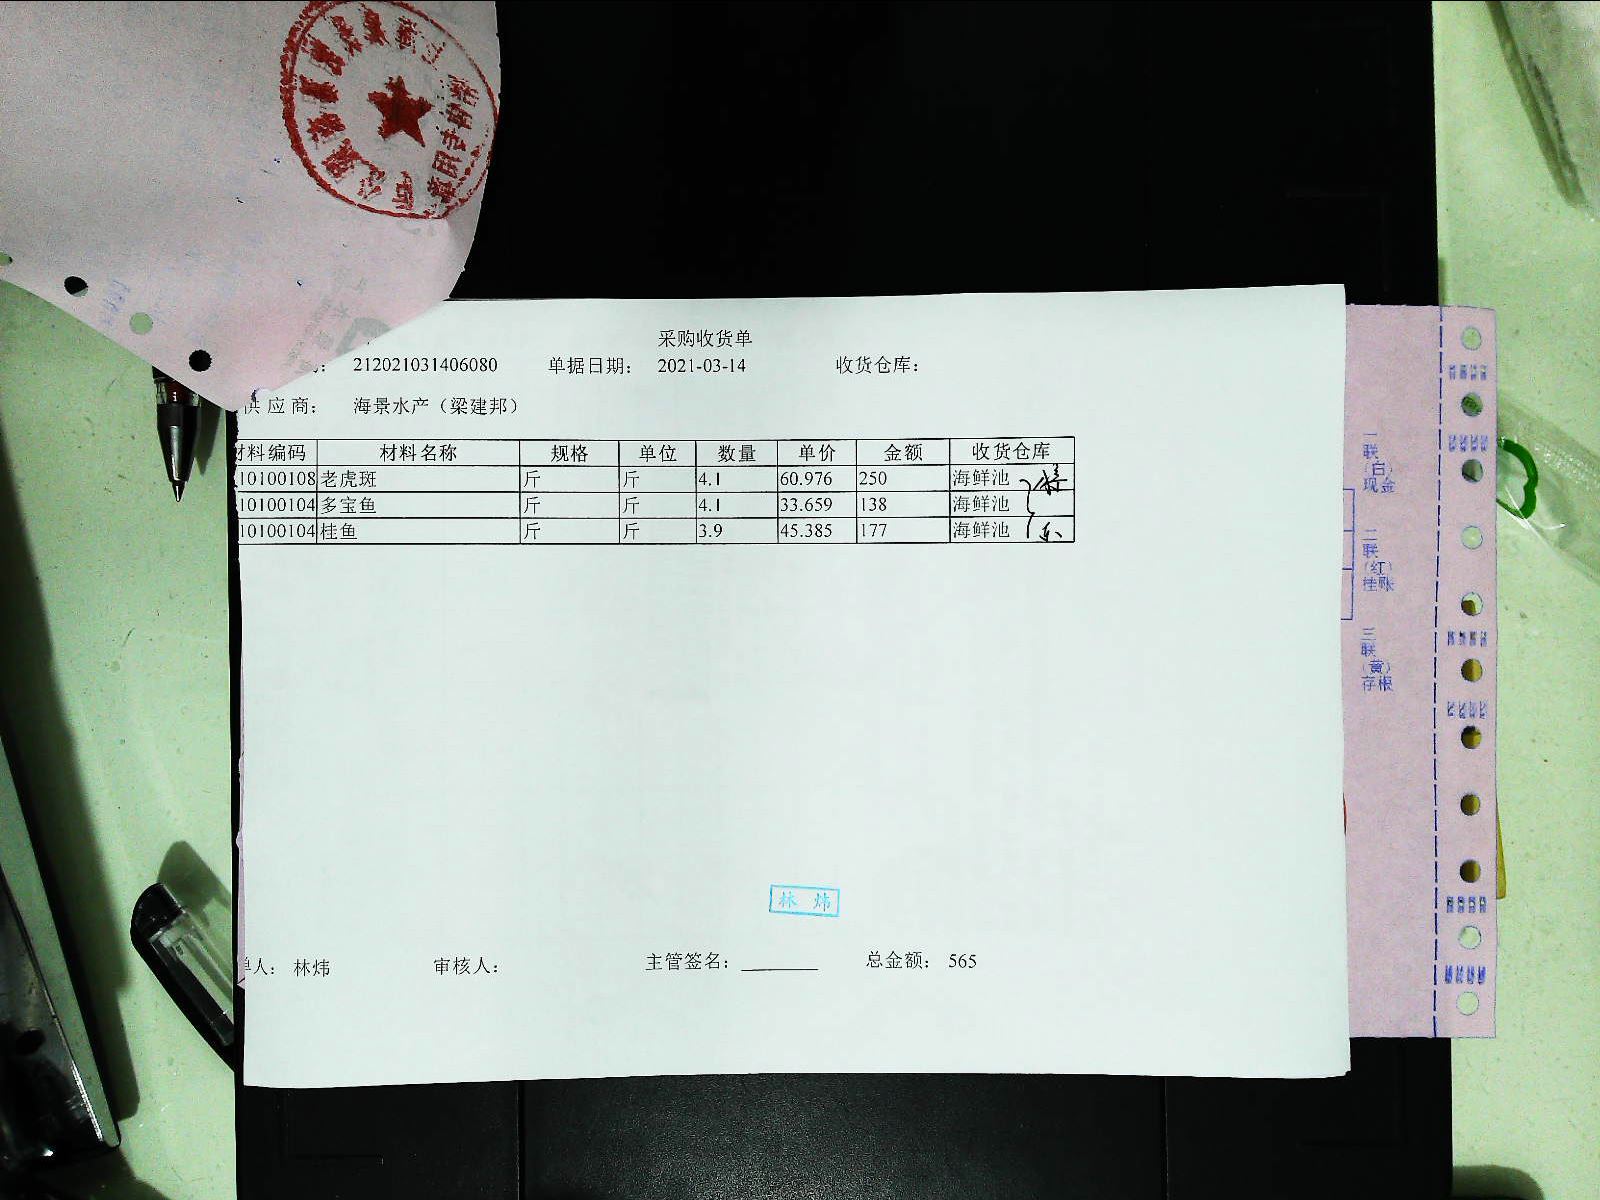 采购收货单
212021031406080 单据日期: 2021-03-14 收货仓库:
供应商: 海景水产（梁建邦）
材料编码 材料名称 规格 单位 数量 单价 金额 收货仓库
10100108 老虎斑 斤 斤 4.1 60.976 250 海鲜池
10100104 多宝鱼 斤 斤 4.1 33.659 138 海鲜池
10100104 桂鱼 斤 斤 3.9 45.385 177 海鲜池
林 炜
单人: 林炜 审核人: 主管签名: 总金额: 565
一联（白）现金
二联（红）挂账
三联（黄）存根